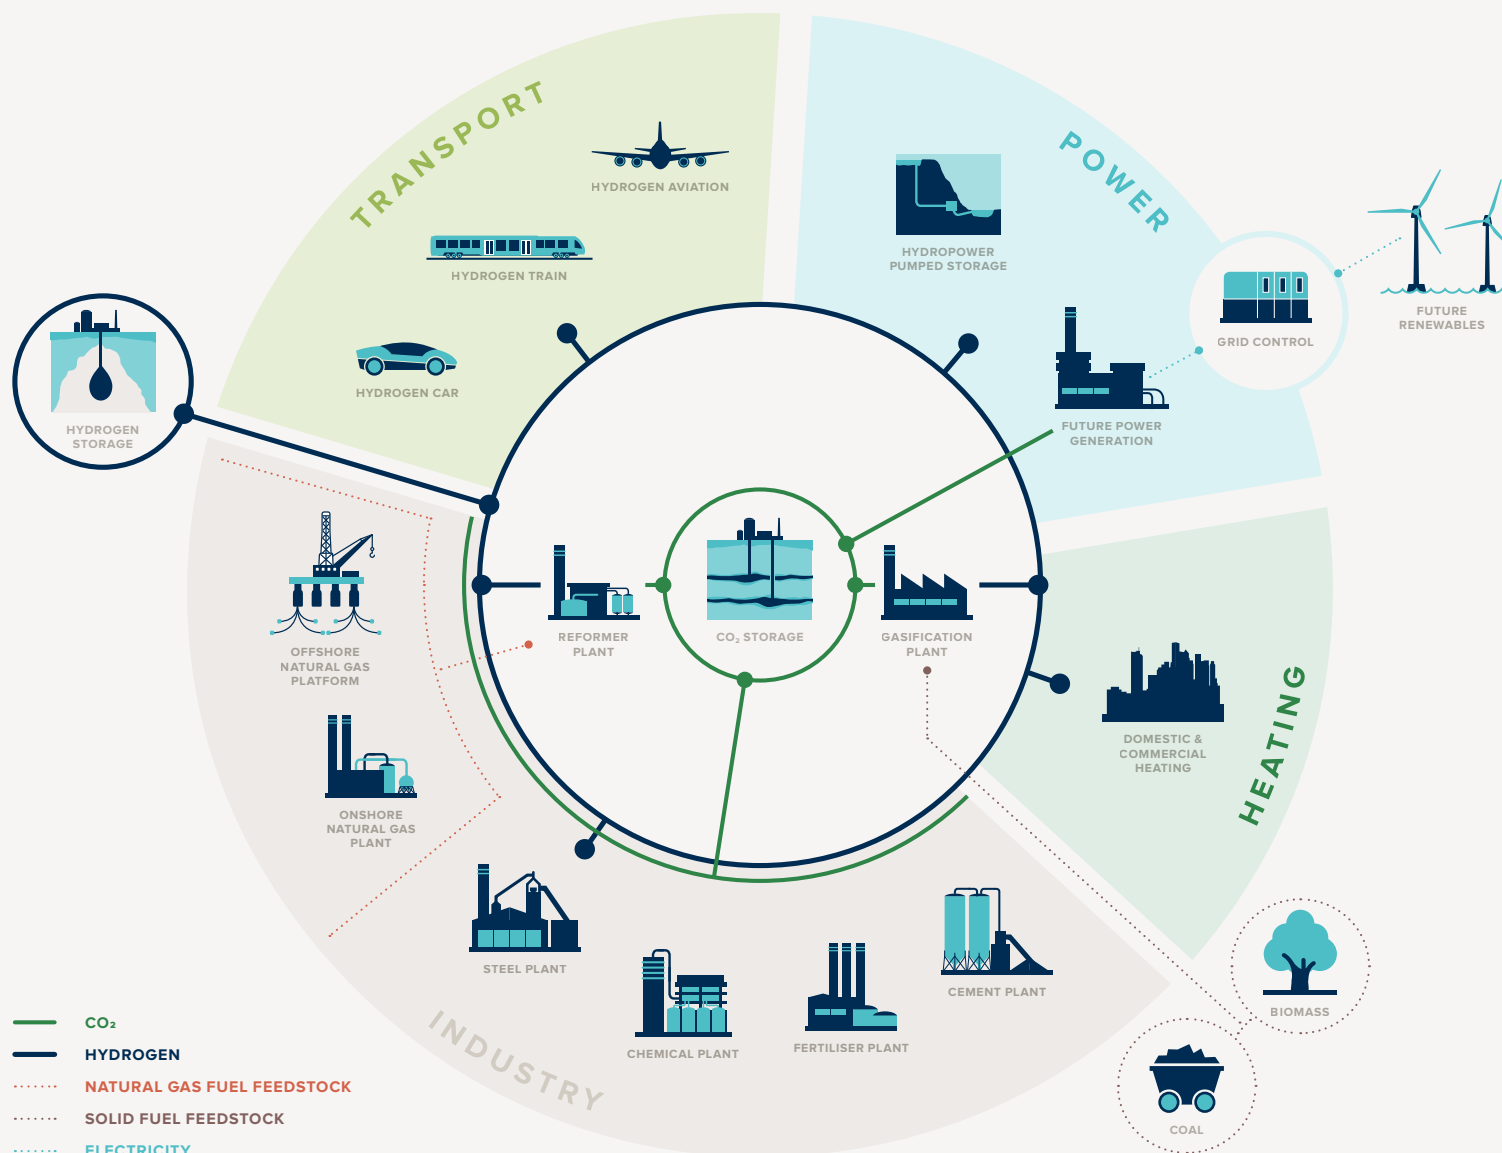 TRANSPORT
POWER
HYDROGEN AVIATION
HYDROGEN TRAIN
HYDROGEN CAR
HYDROPOWER
PUMPED STORAGE
GRID CONTROL
FUTURE
RENEWABLES
FUTURE POWER
GENERATION
HYDROGEN
STORAGE
REFORMER
PLANT
CO₂ STORAGE
GASIFICATION
PLANT
OFFSHORE
NATURAL GAS
PLATFORM
ONSHORE
NATURAL GAS
PLANT
DOMESTIC &
COMMERCIAL
HEATING
HEATING
STEEL PLANT
CHEMICAL PLANT
FERTILISER PLANT
CEMENT PLANT
INDUSTRY
BIOMASS
COAL
CO₂
HYDROGEN
NATURAL GAS FUEL FEEDSTOCK
SOLID FUEL FEEDSTOCK
ELECTRICITY